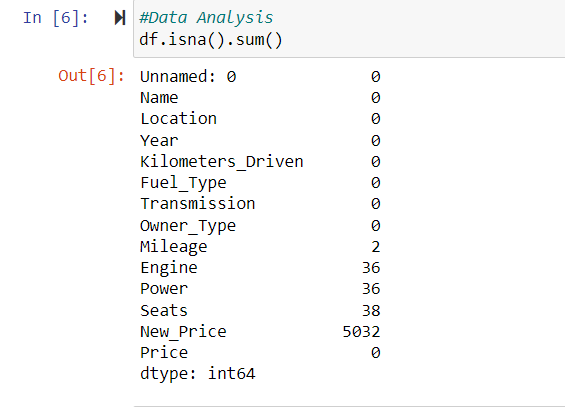 In [6]: #Data Analysis
df.isna().sum()
Out[6]: Unnamed: 0 0
Name 0
Location 0
Year 0
Kilometers_Driven 0
Fuel_Type 0
Transmission 0
Owner_Type 0
Mileage 2
Engine 36
Power 36
Seats 38
New_Price 5032
Price 0
dtype: int64